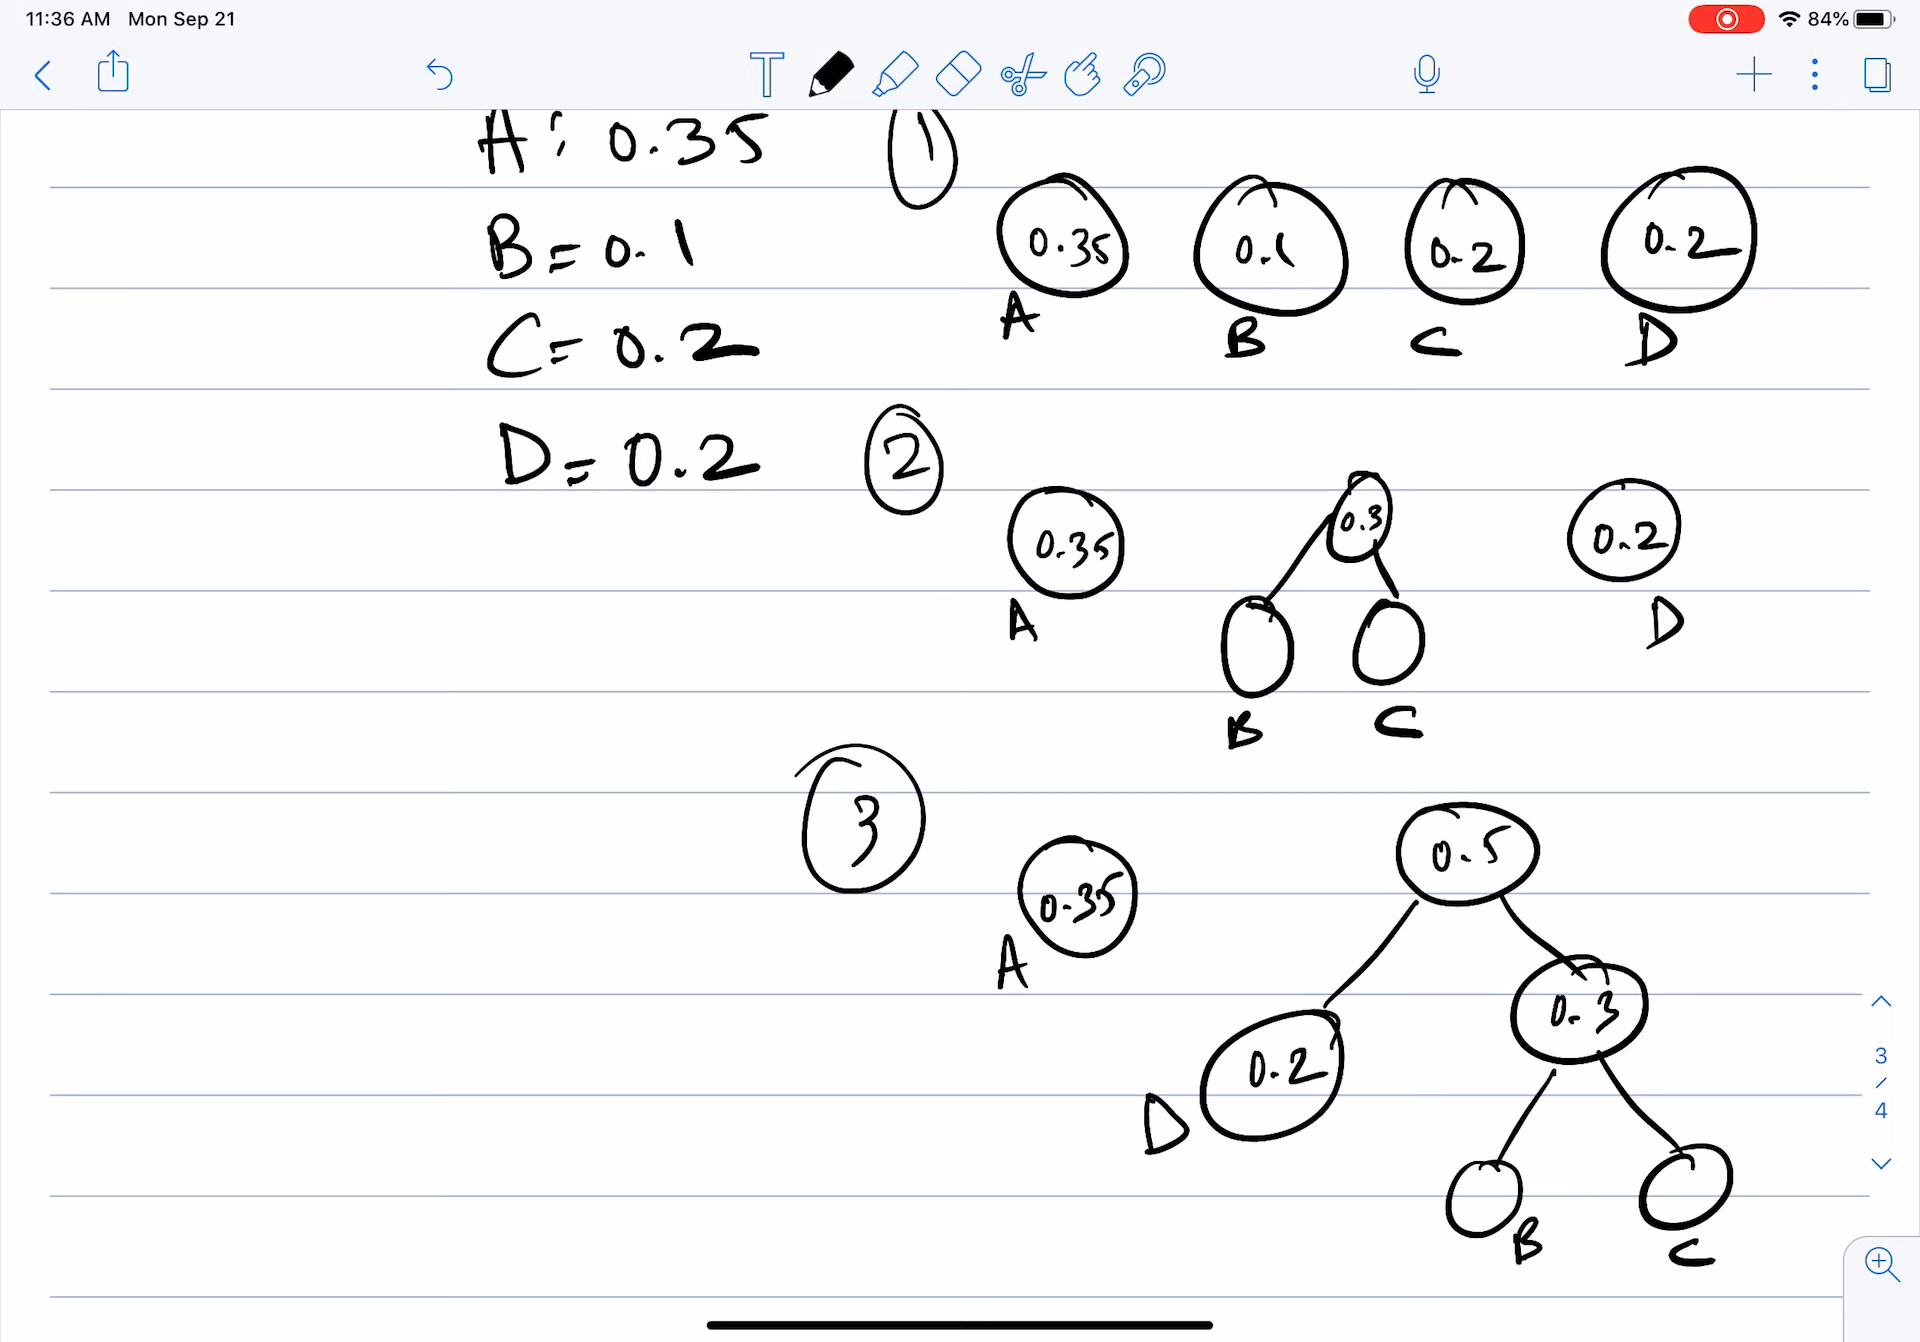 11:36 AM Mon Sep 21
84%
T
A: 0.35
1
B= 0.1
0.35 0.1 0.2 0.2
A B C D
C= 0.2
D= 0.2
2
0.3
0.35 0.2
A D
B C
3
0.5
0.35
A
0.3
0.2
D
B C
3
/
4